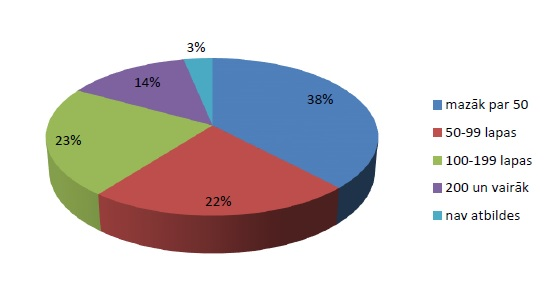 3%
14%
38%
23%
22%
mazāk par 50
50-99 lapas
100-199 lapas
200 un vairāk
nav atbildes